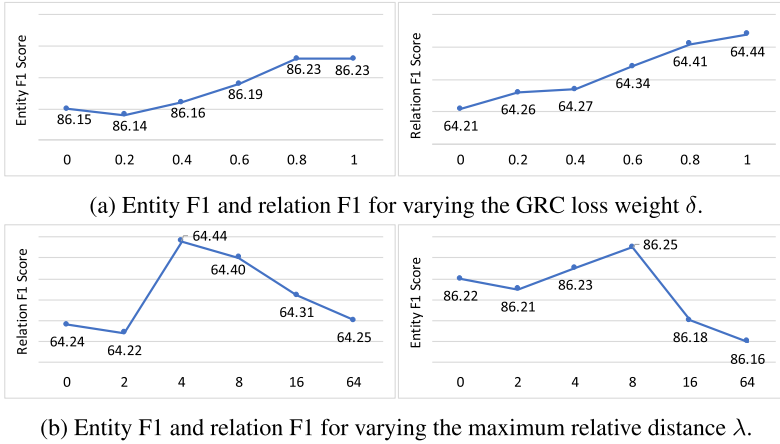 Entity F1 Score
86.15
86.14
86.16
86.19
86.23
86.23
0 0.2 0.4 0.6 0.8 1
Relation F1 Score
64.21
64.26
64.27
64.34
64.41
64.44
0 0.2 0.4 0.6 0.8 1
(a) Entity F1 and relation F1 for varying the GRC loss weight δ.
Relation F1 Score
64.24
64.22
64.44
64.40
64.31
64.25
0 2 4 8 16 64
Entity F1 Score
86.22
86.21
86.23
86.25
86.18
86.16
0 2 4 8 16 64
(b) Entity F1 and relation F1 for varying the maximum relative distance λ.